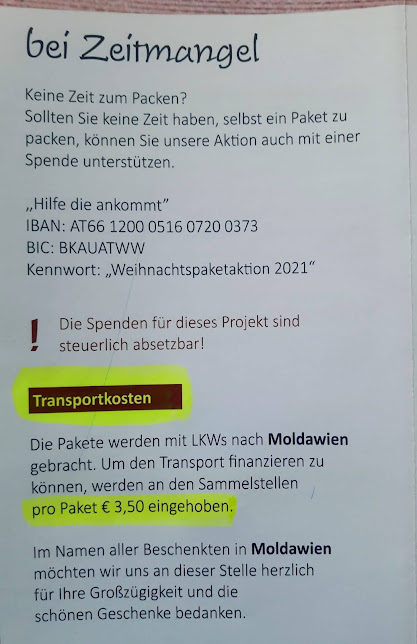 bei Zeitmangel
Keine Zeit zum Packen?
Sollten Sie keine Zeit haben, selbst ein Paket zu
packen, können Sie unsere Aktion auch mit einer
Spende unterstützen.
„Hilfe die ankommt”
IBAN: AT66 1200 0516 0720 0373
BIC: BKAUATWW
Kennwort: „Weihnachtspaketaktion 2021“
! Die Spenden für dieses Projekt sind
steuerlich absetzbar!
Transportkosten
Die Pakete werden mit LKWs nach Moldawien
gebracht. Um den Transport finanzieren zu
können, werden an den Sammelstellen
pro Paket € 3,50 eingehoben.
Im Namen aller Beschenkten in Moldawien
möchten wir uns an dieser Stelle herzlich
für Ihre Großzügigkeit und die
schönen Geschenke bedanken.